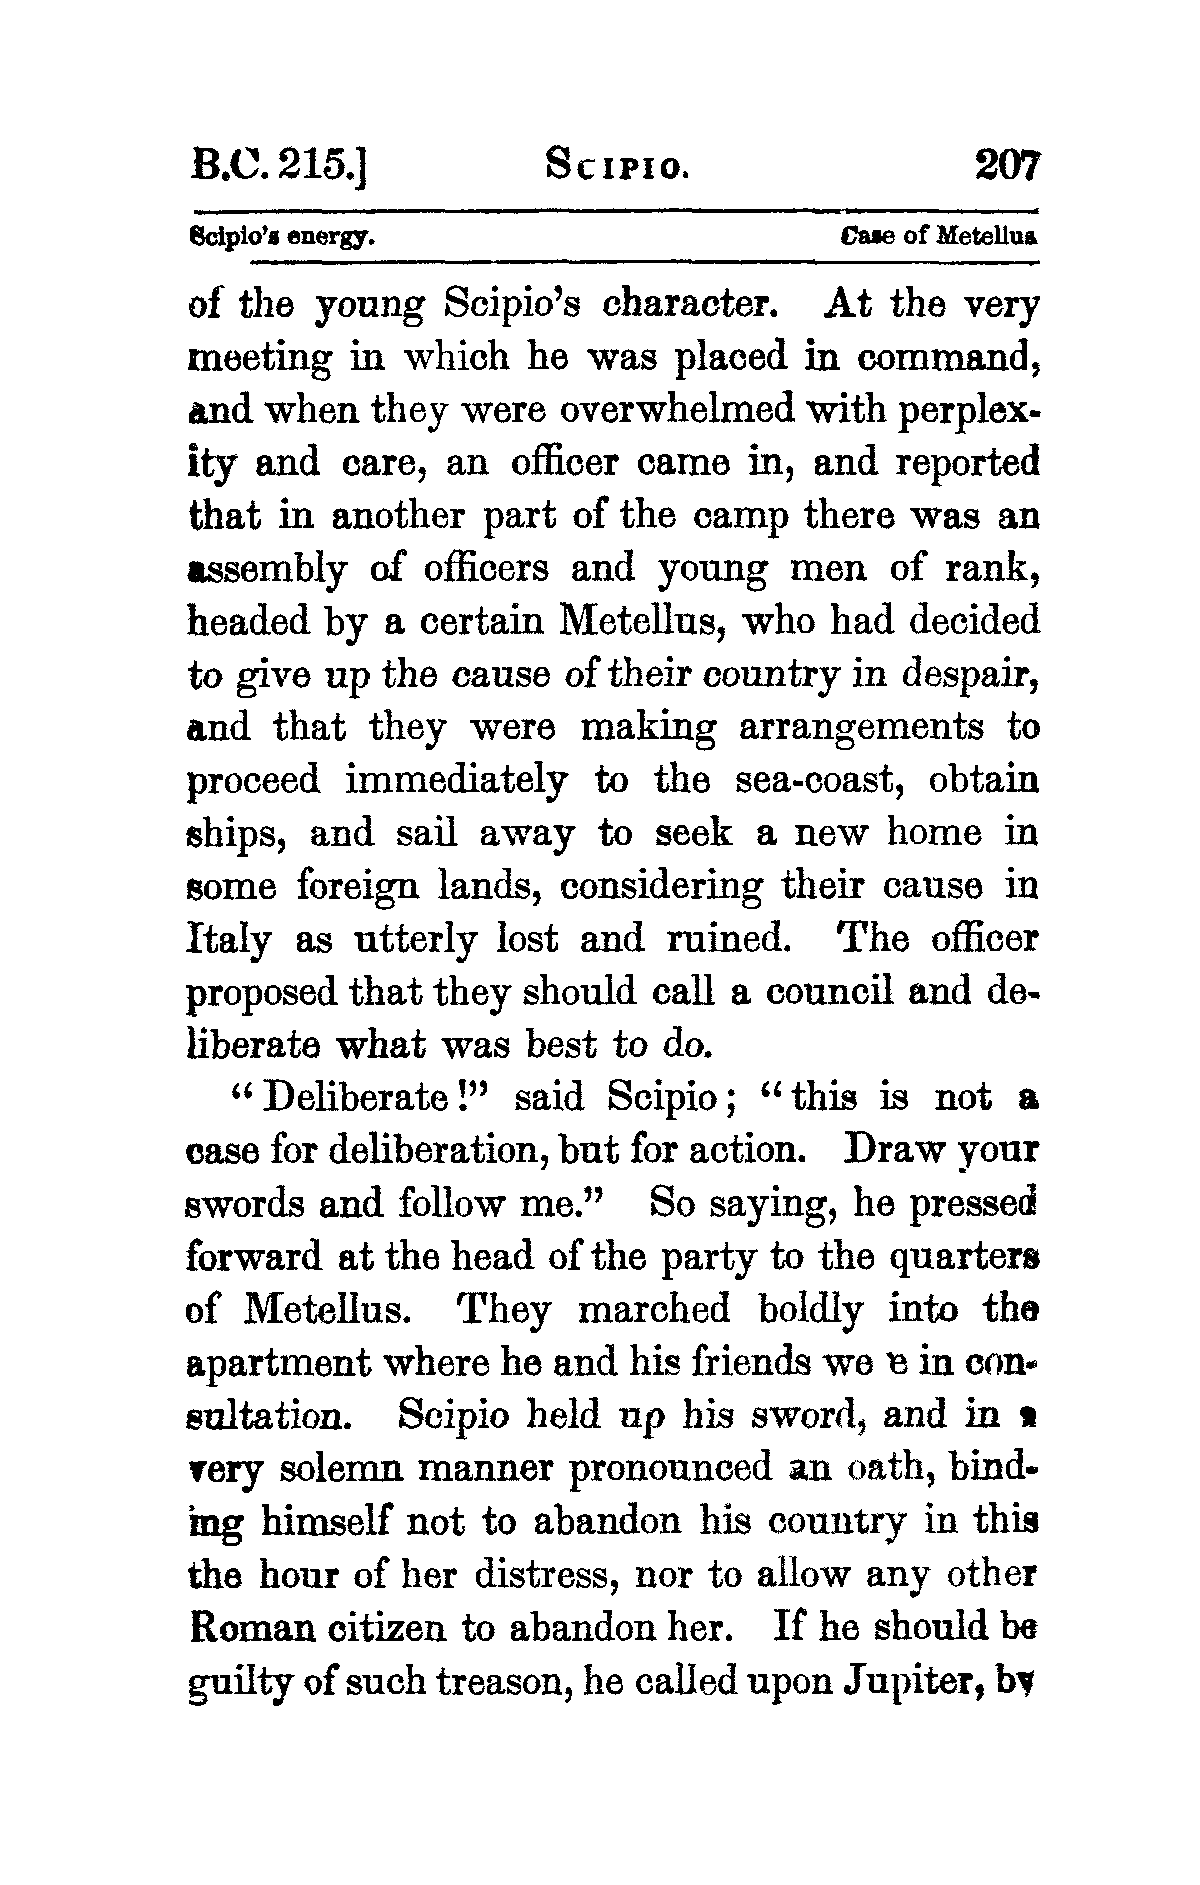 B.C. 215.] SCIPIO. 207
Scipio's energy. Case of Metellus
of the young Scipio's character. At the very
meeting in which he was placed in command,
and when they were overwhelmed with perplex-
ity and care, an officer came in, and reported
that in another part of the camp there was an
assembly of officers and young men of rank,
headed by a certain Metellus, who had decided
to give up the cause of their country in despair,
and that they were making arrangements to
proceed immediately to the sea-coast, obtain
ships, and sail away to seek a new home in
some foreign lands, considering their cause in
Italy as utterly lost and ruined. The officer
proposed that they should call a council and de-
liberate what was best to do.
"Deliberate!" said Scipio; "this is not a
case for deliberation, but for action. Draw your
swords and follow me." So saying, he pressed
forward at the head of the party to the quarters
of Metellus. They marched boldly into the
apartment where he and his friends we e in con-
sultation. Scipio held up his sword, and in a
very solemn manner pronounced an oath, bind-
ing himself not to abandon his country in this
the hour of her distress, nor to allow any other
Roman citizen to abandon her. If he should be
guilty of such treason, he called upon Jupiter, by